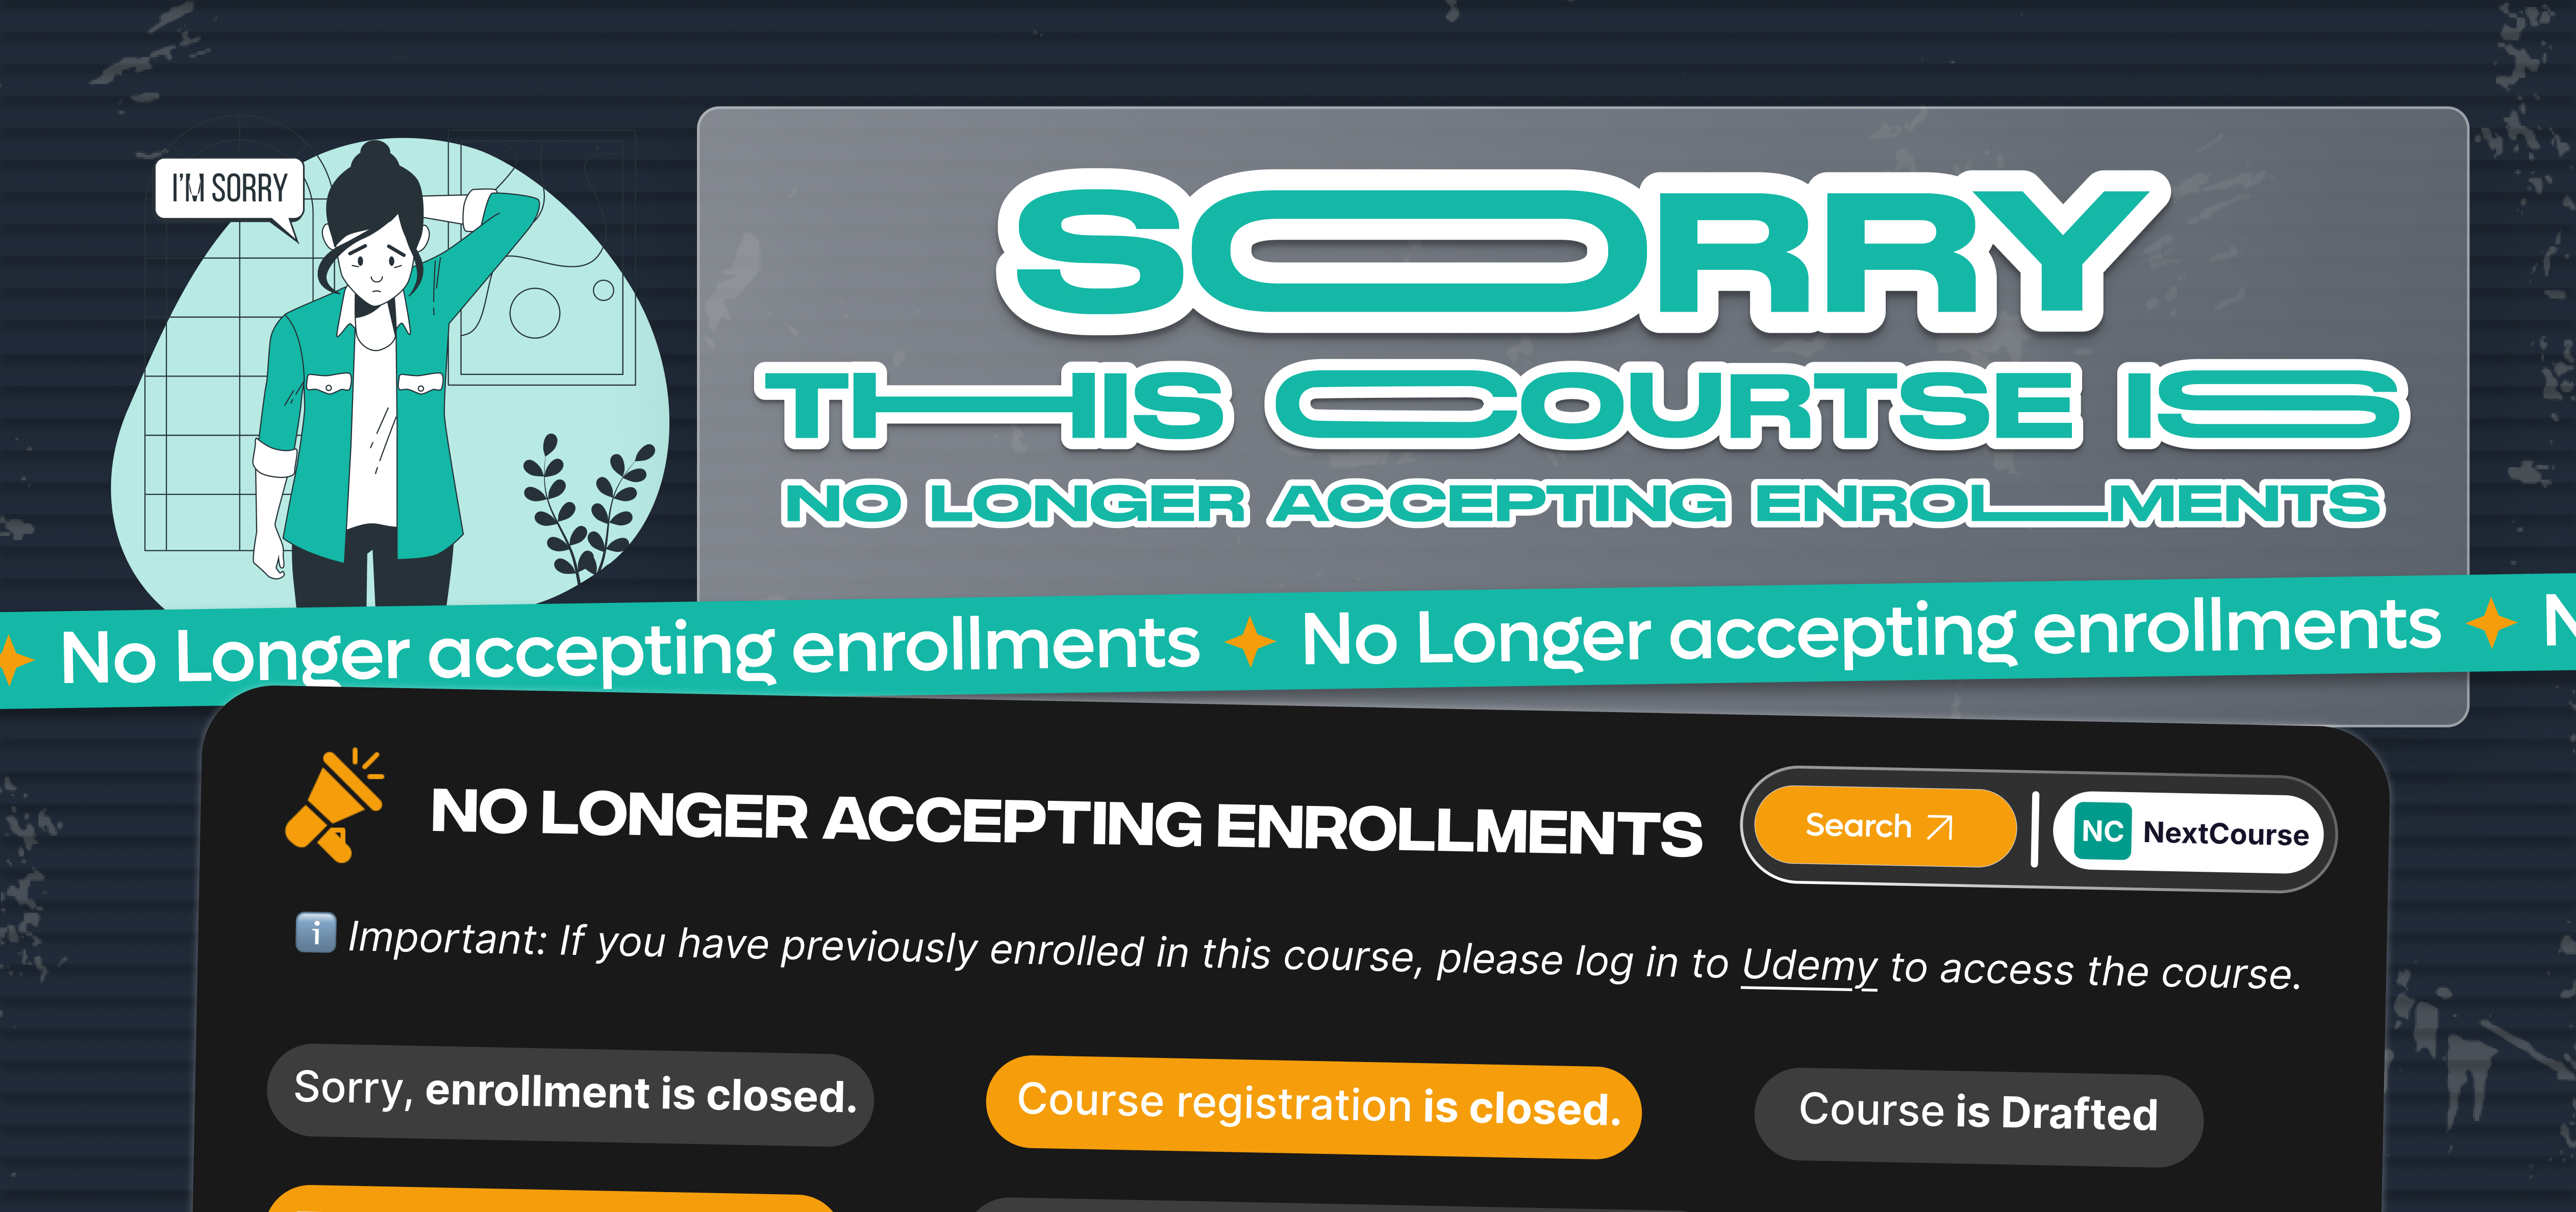 I'M SORRY
SORRY
THIS COURTSE IS
NO LONGER ACCEPTING ENROLLMENTS
No Longer accepting enrollments No Longer accepting enrollments N
NO LONGER ACCEPTING ENROLLMENTS
Search
NC NextCourse
Important: If you have previously enrolled in this course, please log in to Udemy to access the course.
Sorry, enrollment is closed.
Course registration is closed.
Course is Drafted